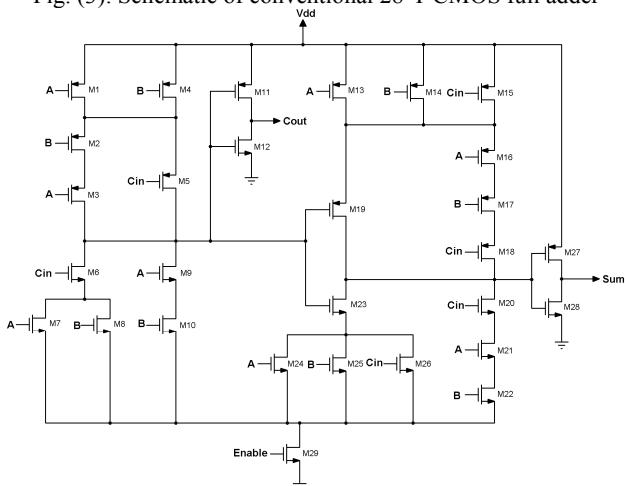 Fig. (3): Schematic of conventional 28-T CMOS full adder
Vdd
A M1 B M4 M11 A M13 B M14 Cin M15
Cout
B M2 M12 A M16
Cin M5
A M3 M19 B M17
Cin M18 M27
Cin M6 A M9 Sum
M23 Cin M20 M28
A M7 B M8 B M10
A M21
A M24 B M25 Cin M26
B M22
Enable M29